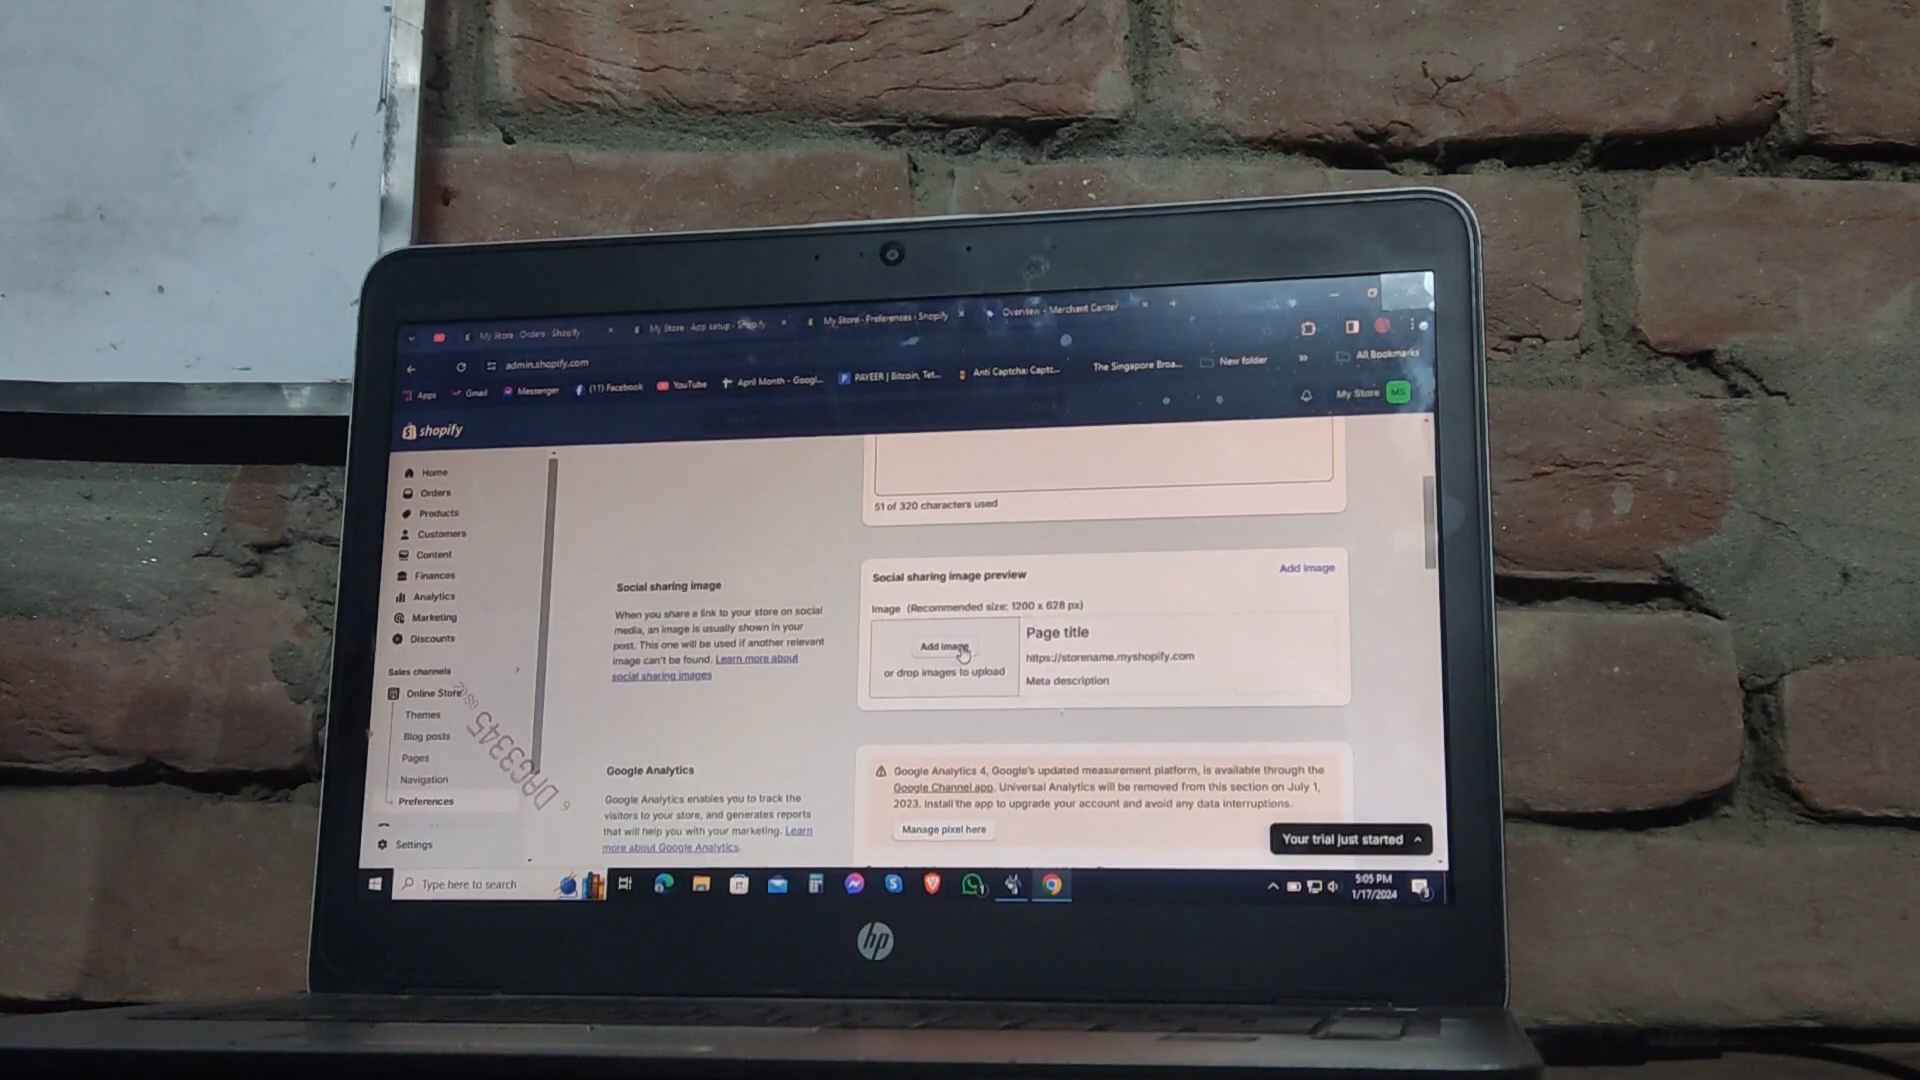 My Store · Orders · Shopify
My Store · App setup · Shopify
My Store · Preferences · Shopify
Overview - Merchant Center
admin.shopify.com
Apps
Gmail
Messenger
(11) Facebook
YouTube
April Month - Googl...
PAYEER | Bitcoin, Tet...
Anti Captcha: Captc...
The Singapore Broa...
New folder
All Bookmarks
shopify
My Store
MS
Home
Orders
Products
Customers
Content
Finances
Analytics
Marketing
Discounts
Sales channels
Online Store
Themes
Blog posts
Pages
Navigation
Preferences
Settings
51 of 320 characters used
Social sharing image
When you share a link to your store on social
media, an image is usually shown in your
post. This one will be used if another relevant
image can't be found. Learn more about
social sharing images
Social sharing image preview
Add image
Image (Recommended size: 1200 x 628 px)
Add image
or drop images to upload
Page title
https://storename.myshopify.com
Meta description
Google Analytics
Google Analytics enables you to track the
visitors to your store, and generates reports
that will help you with your marketing. Learn
more about Google Analytics.
Google Analytics 4, Google's updated measurement platform, is available through the
Google Channel app. Universal Analytics will be removed from this section on July 1,
2023. Install the app to upgrade your account and avoid any data interruptions.
Manage pixel here
Your trial just started
Type here to search
5:05 PM
1/17/2024
hp